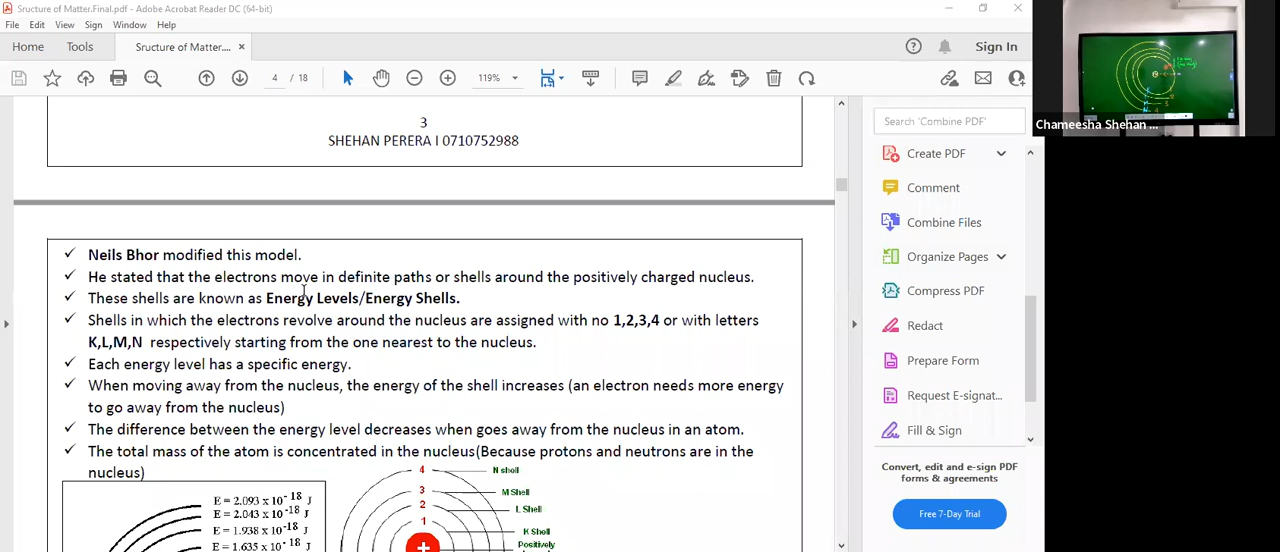 Sructure of Matter.Final.pdf - Adobe Acrobat Reader DC (64-bit)
File Edit View Sign Window Help
Home Tools Sructure of Matter.... × Sign In
4 / 18 119%
3
SHEHAN PERERA I 0710752988
✓ Neils Bhor modified this model.
✓ He stated that the electrons move in definite paths or shells around the positively charged nucleus.
✓ These shells are known as Energy Levels/Energy Shells.
✓ Shells in which the electrons revolve around the nucleus are assigned with no 1,2,3,4 or with letters
K,L,M,N respectively starting from the one nearest to the nucleus.
✓ Each energy level has a specific energy.
✓ When moving away from the nucleus, the energy of the shell increases (an electron needs more energy
to go away from the nucleus)
✓ The difference between the energy level decreases when goes away from the nucleus in an atom.
✓ The total mass of the atom is concentrated in the nucleus(Because protons and neutrons are in the
nucleus)
E = 2.093 x 10-18 J
E = 2.043 x 10-18 J
E = 1.938 x 10-18 J
E = 1.635 x 10-18 J
4 N shell
3 M Shell
2 L Shell
1 K Shell
+ Positively
Search 'Combine PDF'
Create PDF
Comment
Combine Files
Organize Pages
Compress PDF
Redact
Prepare Form
Request E-signat...
Fill & Sign
Convert, edit and e-sign PDF
forms & agreements
Free 7-Day Trial
Chameesha Shehan ...